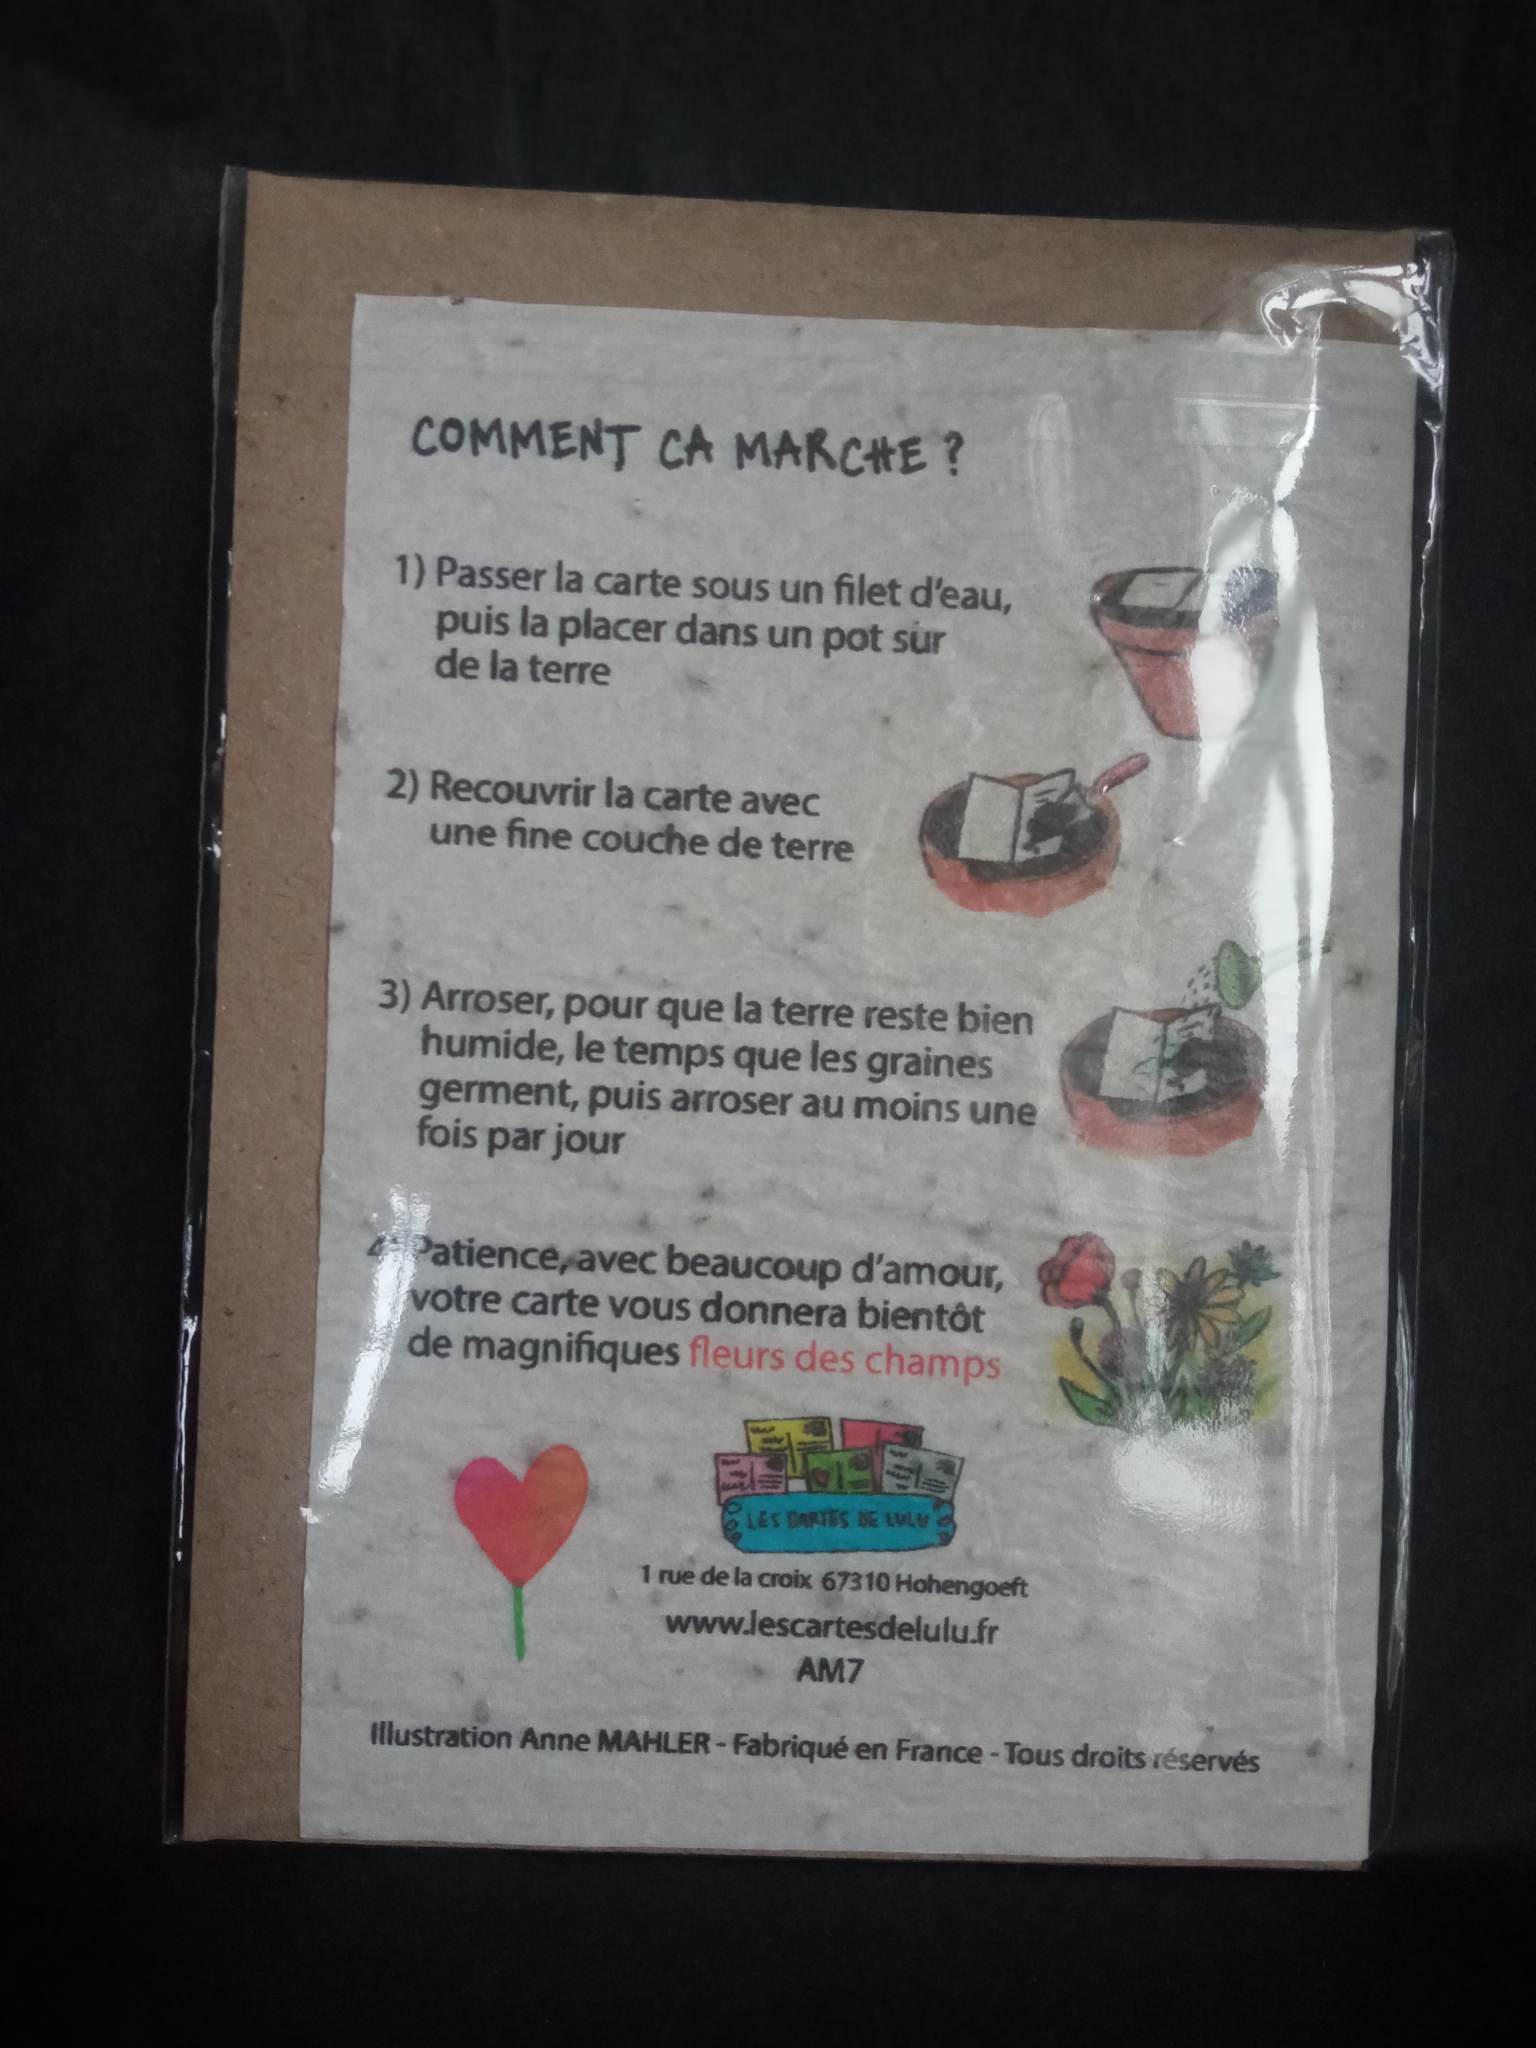 COMMENT CA MARCHE ?
1) Passer la carte sous un filet d'eau,
puis la placer dans un pot sur
de la terre
2) Recouvrir la carte avec
une fine couche de terre
3) Arroser, pour que la terre reste bien
humide, le temps que les graines
germent, puis arroser au moins une
fois par jour
4) Patience, avec beaucoup d'amour,
votre carte vous donnera bientôt
de magnifiques fleurs des champs
LES CARTES DE LULU
1 rue de la croix 67310 Hohengoeft
www.lescartesdelulu.fr
AM7
Illustration Anne MAHLER - Fabriqué en France - Tous droits réservés